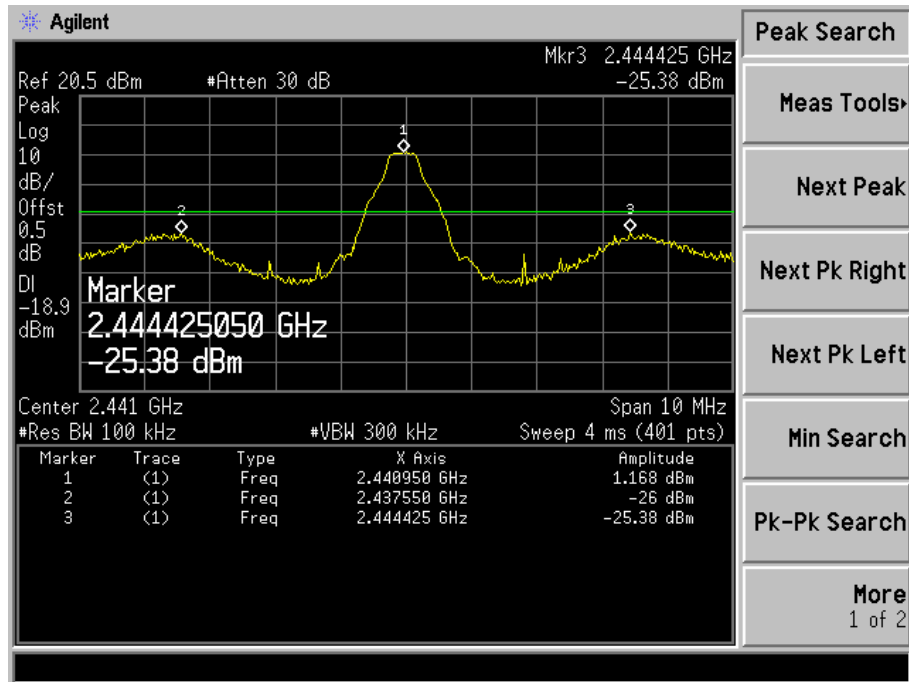 Agilent
Peak Search
Mkr3 2.444425 GHz
Ref 20.5 dBm #Atten 30 dB -25.38 dBm
Peak
Log
10
dB/
Offst
0.5
dB
DI
-18.9
dBm
1
2
3
Marker
2.444425050 GHz
-25.38 dBm
Center 2.441 GHz Span 10 MHz
#Res BW 100 kHz #VBW 300 kHz Sweep 4 ms (401 pts)
Marker Trace Type X Axis Amplitude
1 (1) Freq 2.440950 GHz 1.168 dBm
2 (1) Freq 2.437550 GHz -26 dBm
3 (1) Freq 2.444425 GHz -25.38 dBm
Meas Tools
Next Peak
Next Pk Right
Next Pk Left
Min Search
Pk-Pk Search
More
1 of 2